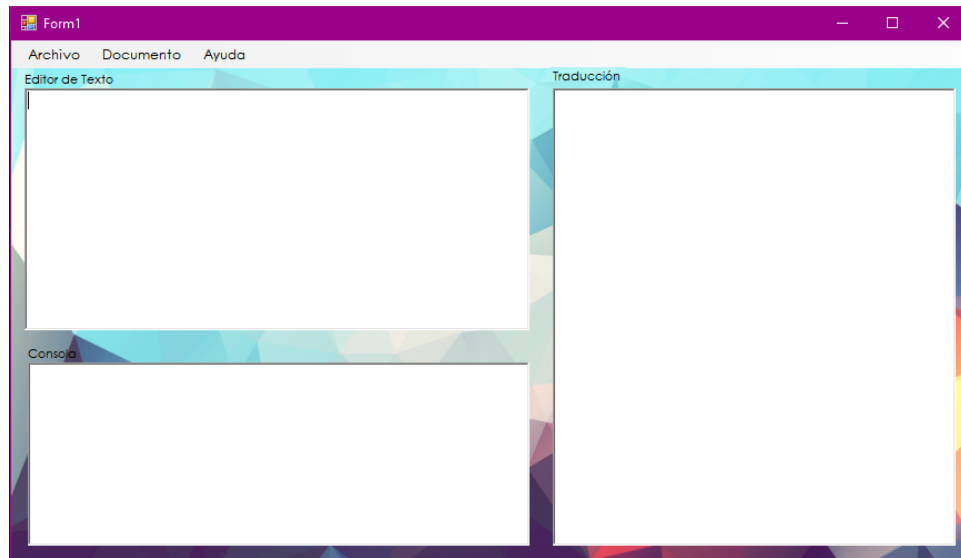 Form1
Archivo Documento Ayuda
Editor de Texto
Traducción
Consola